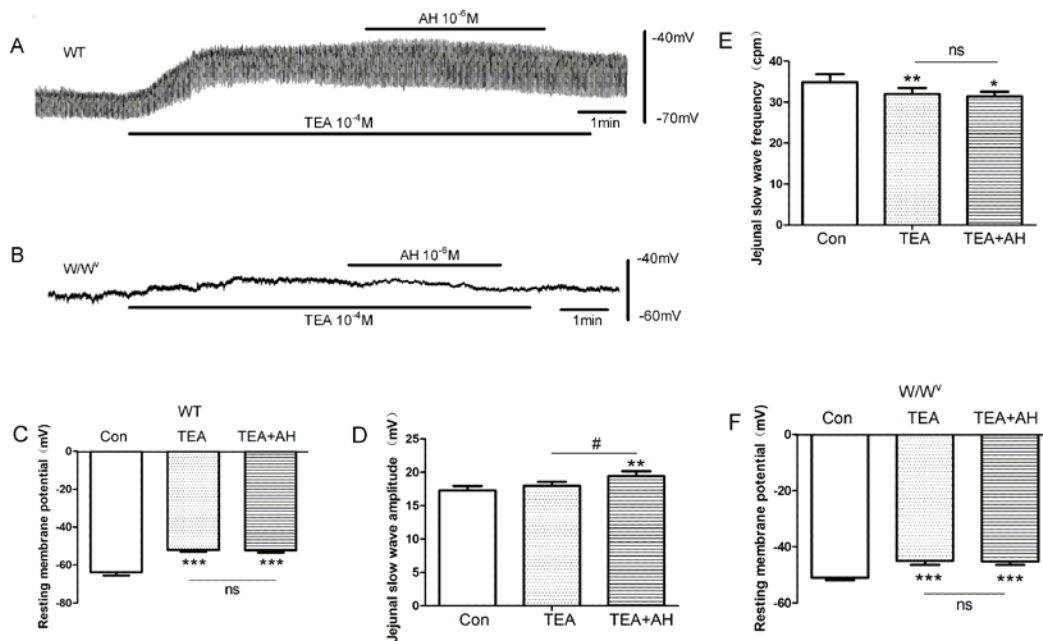 A
WT
AH 10⁻⁶M
TEA 10⁻⁴M
-40mV
-70mV
1min
B
W/Wᵛ
AH 10⁻⁶M
TEA 10⁻⁴M
-40mV
-60mV
1min
C
WT
Con TEA TEA+AH
Resting membrane potential (mV)
0
-20
-40
-60
-80
*** ***
ns
D
Jejunal slow wave amplitude (mV)
25
20
15
10
5
0
#
**
Con TEA TEA+AH
E
Jejunal slow wave frequency (cpm)
40
30
20
10
0
ns
** *
Con TEA TEA+AH
F
W/Wᵛ
Con TEA TEA+AH
Resting membrane potential (mV)
0
-20
-40
-60
*** ***
ns